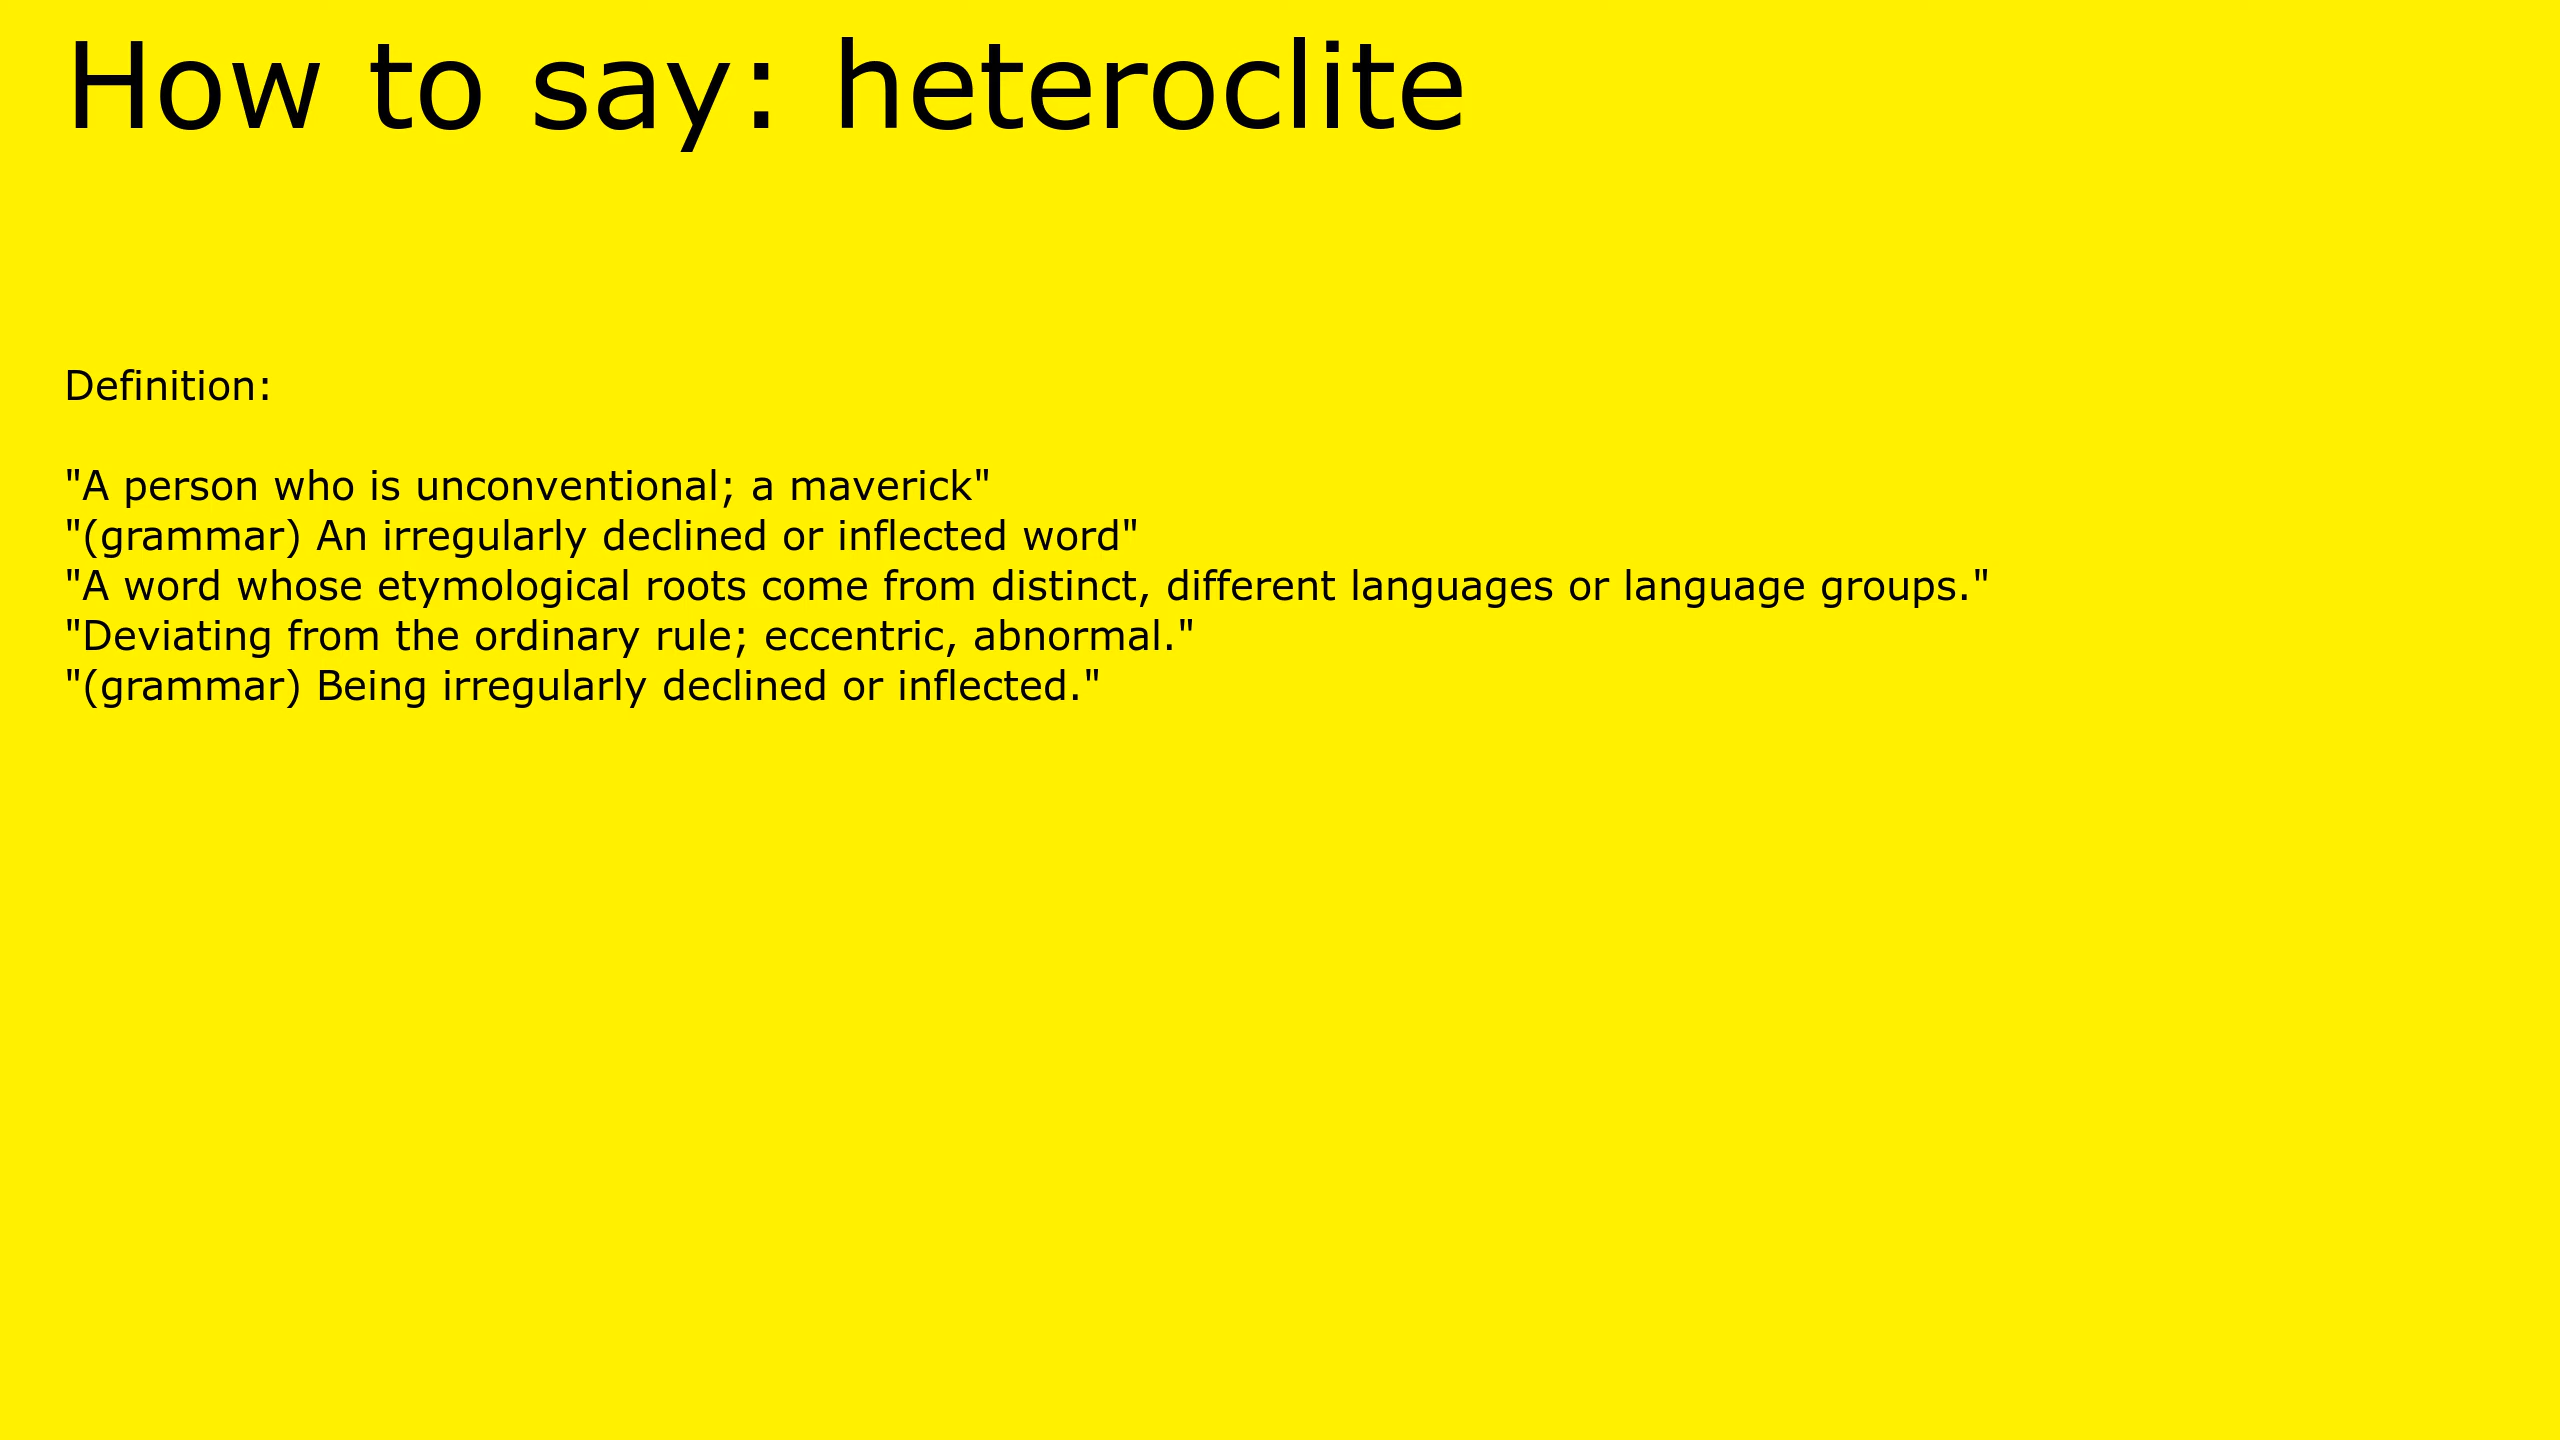 How to say: heteroclite
Definition:
"A person who is unconventional; a maverick"
"(grammar) An irregularly declined or inflected word"
"A word whose etymological roots come from distinct, different languages or language groups."
"Deviating from the ordinary rule; eccentric, abnormal."
"(grammar) Being irregularly declined or inflected."